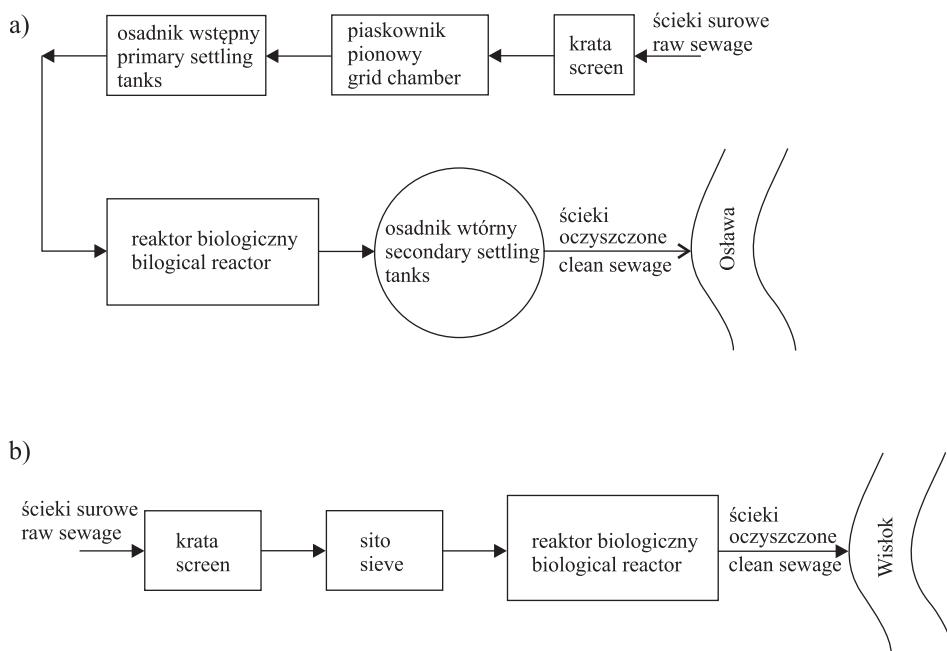 a)
ścieki surowe
raw sewage
krata
screen
piaskownik
pionowy
grid chamber
osadnik wstępny
primary settling
tanks
reaktor biologiczny
bilogical reactor
osadnik wtórny
secondary settling
tanks
ścieki
oczyszczone
clean sewage
Osława
b)
ścieki surowe
raw sewage
krata
screen
sito
sieve
reaktor biologiczny
biological reactor
ścieki
oczyszczone
clean sewage
Wisłok